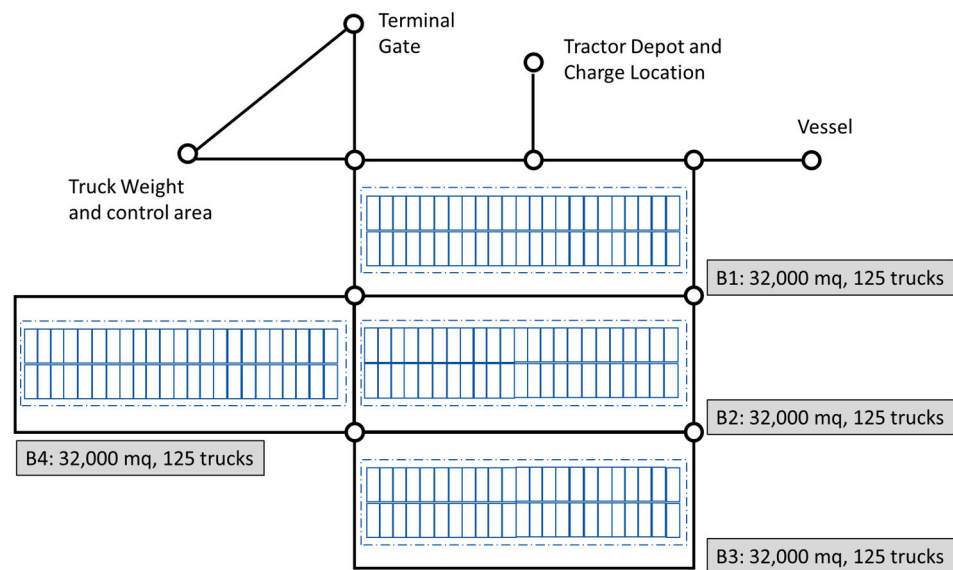 Terminal
Gate
Tractor Depot and
Charge Location
Vessel
Truck Weight
and control area
B1: 32,000 mq, 125 trucks
B2: 32,000 mq, 125 trucks
B4: 32,000 mq, 125 trucks
B3: 32,000 mq, 125 trucks